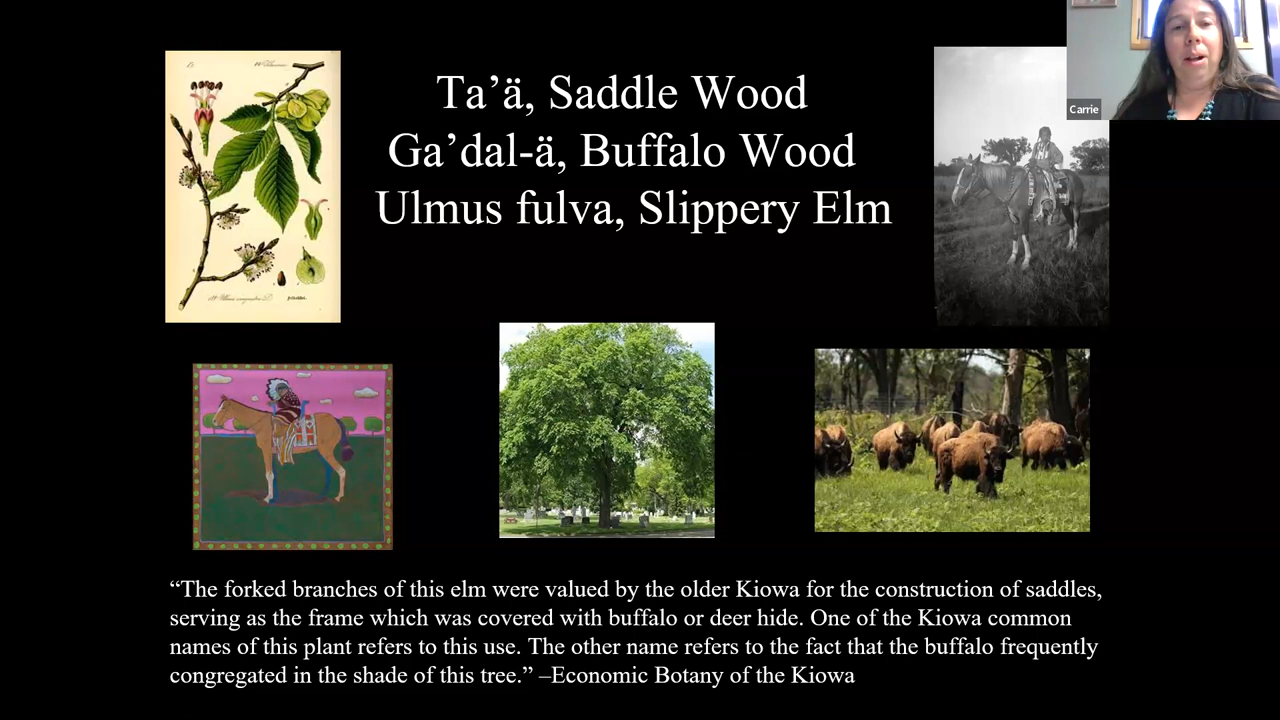 Ta’ä, Saddle Wood
Ga’dal-ä, Buffalo Wood
Ulmus fulva, Slippery Elm
Carrie
“The forked branches of this elm were valued by the older Kiowa for the construction of saddles,
serving as the frame which was covered with buffalo or deer hide. One of the Kiowa common
names of this plant refers to this use. The other name refers to the fact that the buffalo frequently
congregated in the shade of this tree.” –Economic Botany of the Kiowa